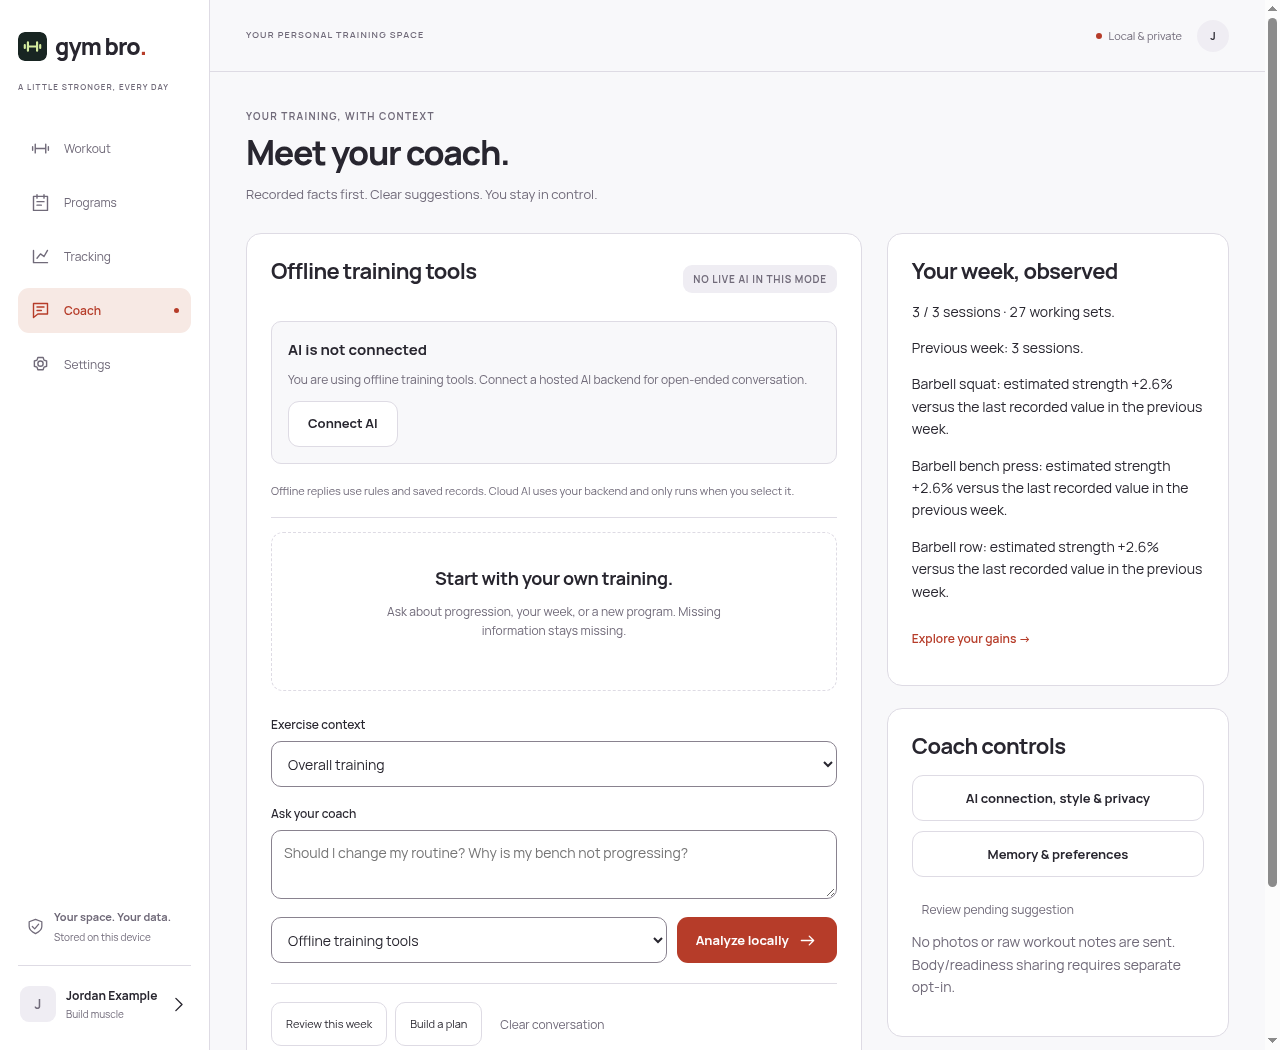 gym bro.
A LITTLE STRONGER, EVERY DAY
Workout
Programs
Tracking
Coach
Settings
Your space. Your data.
Stored on this device
J
Jordan Example
Build muscle
YOUR PERSONAL TRAINING SPACE
Local & private
J
YOUR TRAINING, WITH CONTEXT
Meet your coach.
Recorded facts first. Clear suggestions. You stay in control.
Offline training tools
NO LIVE AI IN THIS MODE
AI is not connected
You are using offline training tools. Connect a hosted AI backend for open-ended conversation.
Connect AI
Offline replies use rules and saved records. Cloud AI uses your backend and only runs when you select it.
Start with your own training.
Ask about progression, your week, or a new program. Missing
information stays missing.
Exercise context
Overall training
Ask your coach
Should I change my routine? Why is my bench not progressing?
Offline training tools
Analyze locally →
Review this week
Build a plan
Clear conversation
Your week, observed
3 / 3 sessions · 27 working sets.
Previous week: 3 sessions.
Barbell squat: estimated strength +2.6%
versus the last recorded value in the previous
week.
Barbell bench press: estimated strength
+2.6% versus the last recorded value in the
previous week.
Barbell row: estimated strength +2.6%
versus the last recorded value in the previous
week.
Explore your gains →
Coach controls
AI connection, style & privacy
Memory & preferences
Review pending suggestion
No photos or raw workout notes are sent.
Body/readiness sharing requires separate
opt-in.